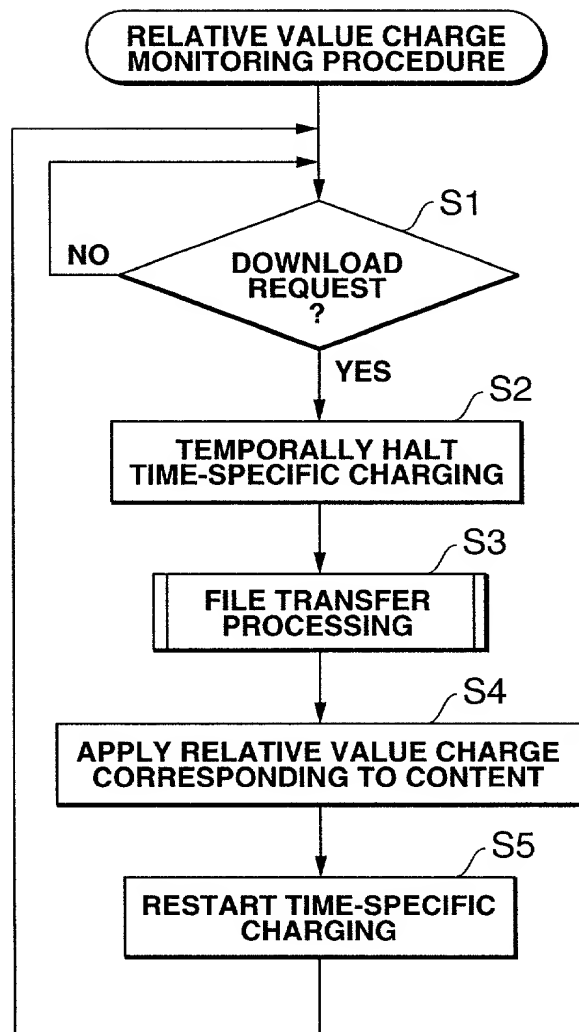 RELATIVE VALUE CHARGE
MONITORING PROCEDURE
S1
NO
DOWNLOAD
REQUEST
?
YES
S2
TEMPORALLY HALT
TIME-SPECIFIC CHARGING
S3
FILE TRANSFER
PROCESSING
S4
APPLY RELATIVE VALUE CHARGE
CORRESPONDING TO CONTENT
S5
RESTART TIME-SPECIFIC
CHARGING